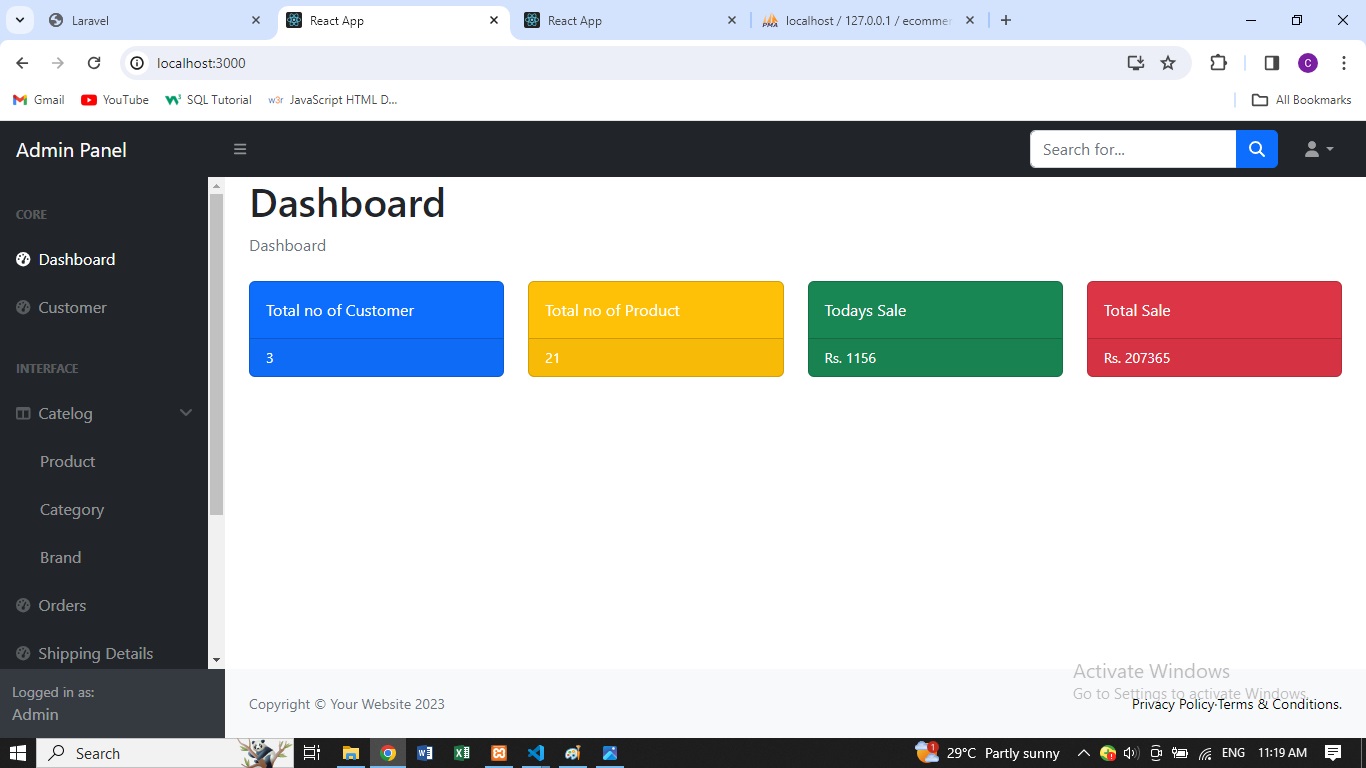 Laravel
React App
React App
localhost / 127.0.0.1 / ecomme
localhost:3000
C
Gmail
YouTube
SQL Tutorial
JavaScript HTML D...
All Bookmarks
Admin Panel
Search for...
CORE
Dashboard
Customer
INTERFACE
Catelog
Product
Category
Brand
Orders
Shipping Details
Logged in as:
Admin
Dashboard
Dashboard
Total no of Customer
3
Total no of Product
21
Todays Sale
Rs. 1156
Total Sale
Rs. 207365
Activate Windows
Go to Settings to activate Windows.
Copyright © Your Website 2023
Privacy Policy·Terms & Conditions.
Search
1
29°C Partly sunny
ENG
11:19 AM